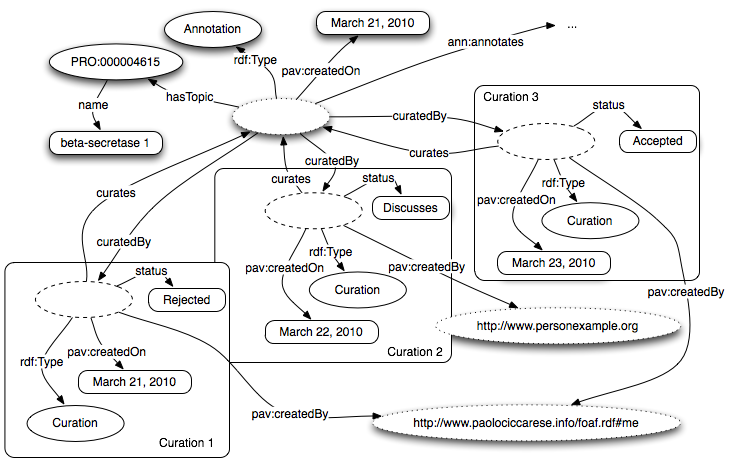 Annotation
March 21, 2010
...
ann:annotates
rdf:Type
pav:createdOn
PRO:000004615
hasTopic
name
beta-secretase 1
curatedBy
Curation 3
status
Accepted
curates
curatedBy
curates
rdf:Type
pav:createdOn
Curation
March 23, 2010
curates
status
Discusses
rdf:Type
pav:createdOn
pav:createdBy
Curation
March 22, 2010
Curation 2
curatedBy
status
Rejected
pav:createdBy
http://www.personexample.org
rdf:Type
pav:createdOn
March 21, 2010
Curation
Curation 1
pav:createdBy
http://www.paolociccarese.info/foaf.rdf#me